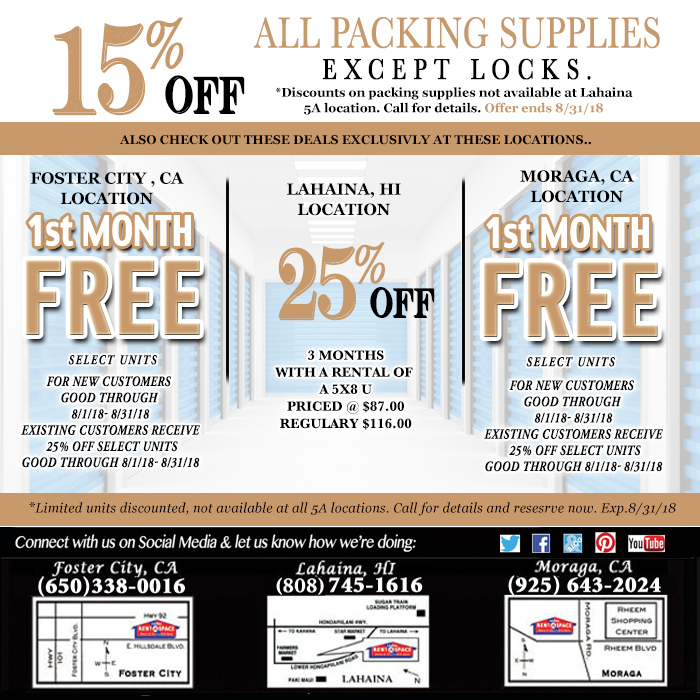 15% OFF
ALL PACKING SUPPLIES
EXCEPT LOCKS.
*Discounts on packing supplies not available at Lahaina
5A location. Call for details. Offer ends 8/31/18
ALSO CHECK OUT THESE DEALS EXCLUSIVLY AT THESE LOCATIONS..
FOSTER CITY , CA
LOCATION
1st MONTH
FREE
SELECT UNITS
FOR NEW CUSTOMERS
GOOD THROUGH
8/1/18- 8/31/18
EXISTING CUSTOMERS RECEIVE
25% OFF SELECT UNITS
GOOD THROUGH 8/1/18- 8/31/18
LAHAINA, HI
LOCATION
25% OFF
3 MONTHS
WITH A RENTAL OF
A 5X8 U
PRICED @ $87.00
REGULARY $116.00
MORAGA, CA
LOCATION
1st MONTH
FREE
SELECT UNITS
FOR NEW CUSTOMERS
GOOD THROUGH
8/1/18- 8/31/18
EXISTING CUSTOMERS RECEIVE
25% OFF SELECT UNITS
GOOD THROUGH 8/1/18- 8/31/18
*Limited units discounted, not available at all 5A locations. Call for details and resesrve now. Exp.8/31/18
Connect with us on Social Media & let us know how we're doing:
You Tube
Foster City, CA
(650)338-0016
HWY 92
RENT A SPACE
E. HILLSDALE BLVD.
FOSTER CITY BLVD.
HWY
101
N
W E
S
FOSTER CITY
Lahaina, HI
(808) 745-1616
SUGAR TRAIN
LOADING PLATFORM
HONOAPIILANI HWY.
TO KAANAPALI
STAR MARKET
TO LAHAINA
FARMERS
MARKET
RENT A SPACE
LOWER HONOAPIILANI ROAD
PAKI MAUI
LAHAINA
N
Moraga, CA
(925) 643-2024
RENT A SPACE
MORAGA RD
RHEEM
SHOPPING
CENTER
RHEEM BLVD
N
E
MORAGA